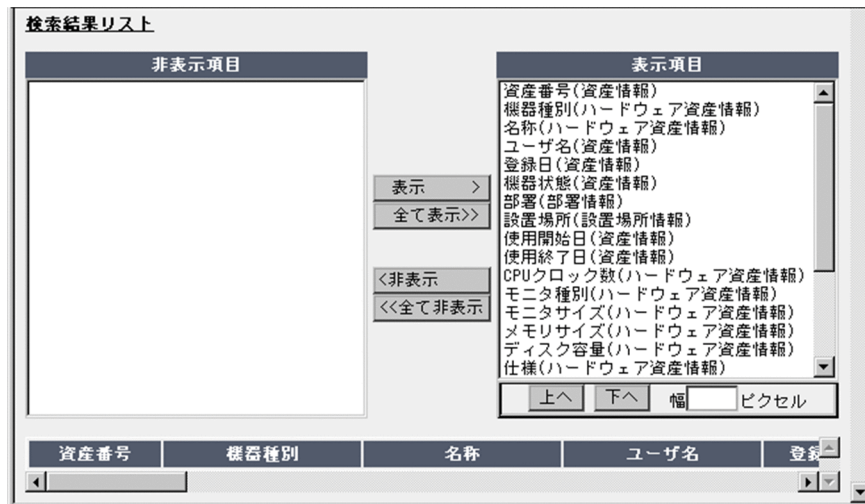 検索結果リスト
非表示項目
表示項目
資産番号(資産情報)
機器種別(ハードウェア資産情報)
名称(ハードウェア資産情報)
ユーザ名(資産情報)
登録日(資産情報)
機器状態(資産情報)
部署(部署情報)
設置場所(設置場所情報)
使用開始日(資産情報)
使用終了日(資産情報)
CPUクロック数(ハードウェア資産情報)
モニタ種別(ハードウェア資産情報)
モニタサイズ(ハードウェア資産情報)
メモリサイズ(ハードウェア資産情報)
ディスク容量(ハードウェア資産情報)
仕様(ハードウェア資産情報)
表示 >
全て表示>>
<非表示
<<全て非表示
上へ 下へ 幅 ピクセル
資産番号 機器種別 名称 ユーザ名 登録